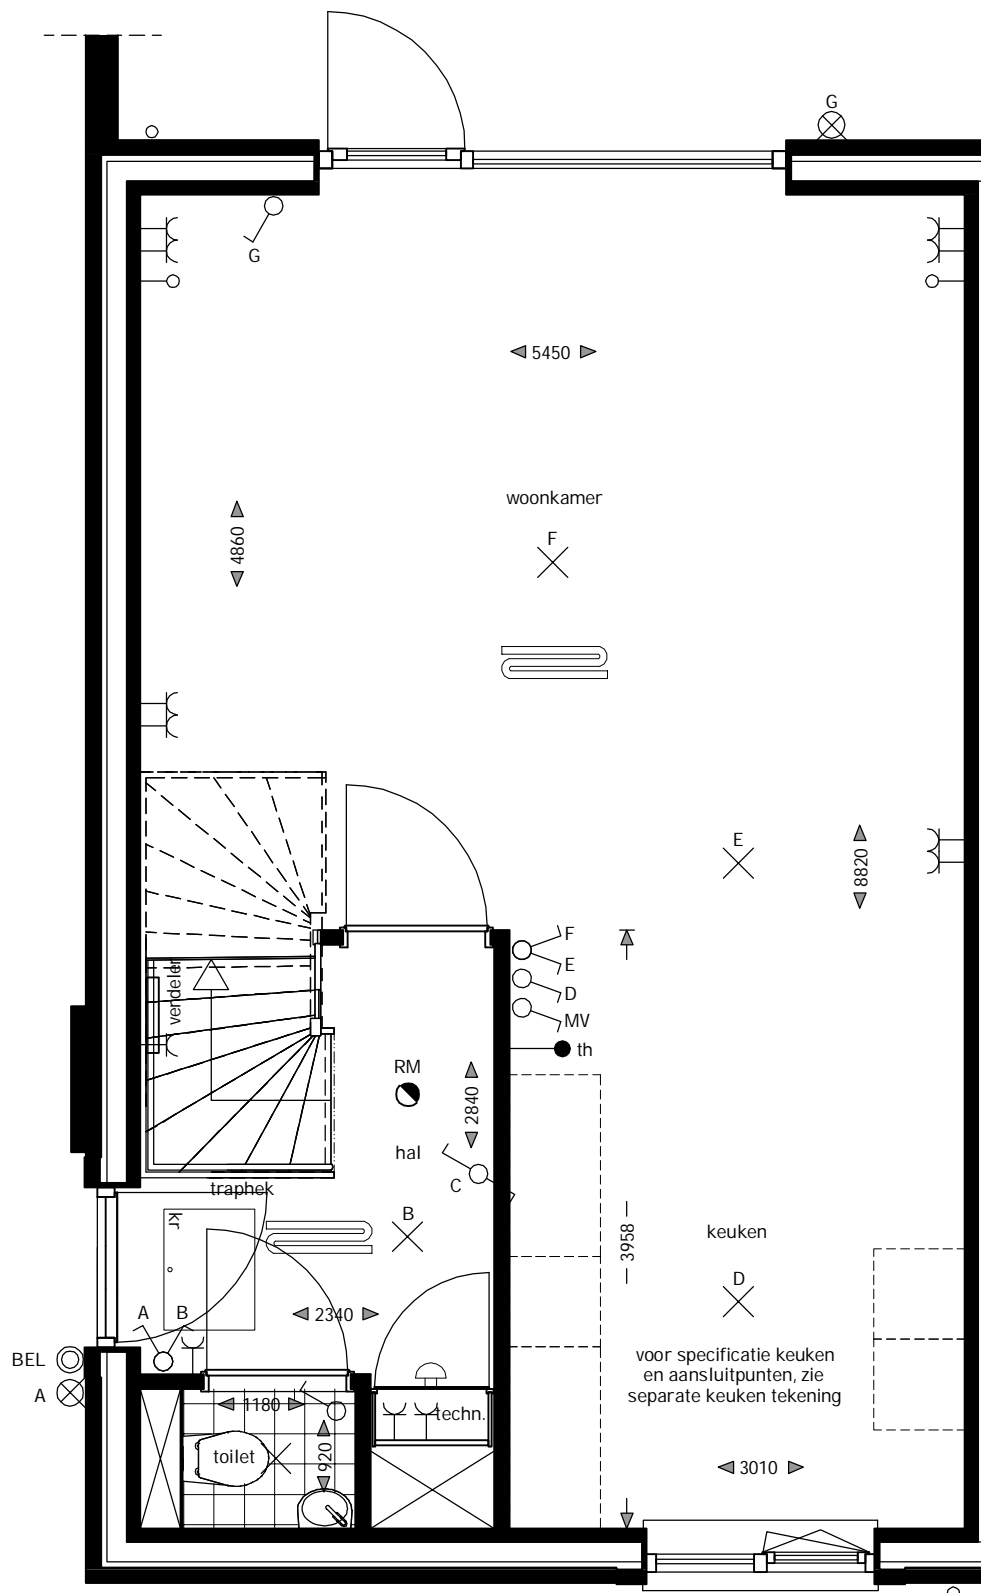 G
G
5450
woonkamer
F
4860
E
8820
F
E
D
MV
th
vendeler
RM
2840
hal
C
traphek
kr
B
3958
keuken
D
A
B
2340
BEL
A
voor specificatie keuken
en aansluitpunten, zie
separate keuken tekening
1180
techn.
toilet
920
3010